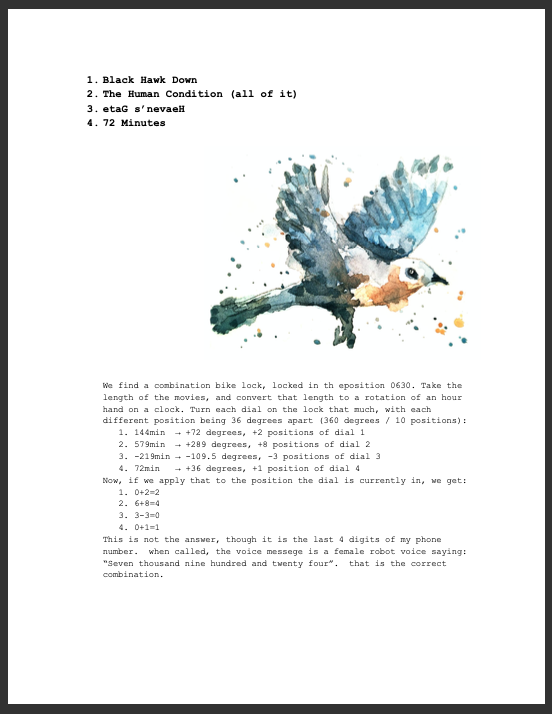 1. Black Hawk Down
2. The Human Condition (all of it)
3. etaG s’nevaeH
4. 72 Minutes
We find a combination bike lock, locked in th eposition 0630. Take the
length of the movies, and convert that length to a rotation of an hour
hand on a clock. Turn each dial on the lock that much, with each
different position being 36 degrees apart (360 degrees / 10 positions):
1. 144min → +72 degrees, +2 positions of dial 1
2. 579min → +289 degrees, +8 positions of dial 2
3. -219min → -109.5 degrees, -3 positions of dial 3
4. 72min → +36 degrees, +1 position of dial 4
Now, if we apply that to the position the dial is currently in, we get:
1. 0+2=2
2. 6+8=4
3. 3-3=0
4. 0+1=1
This is not the answer, though it is the last 4 digits of my phone
number. when called, the voice messege is a female robot voice saying:
“Seven thousand nine hundred and twenty four”. that is the correct
combination.